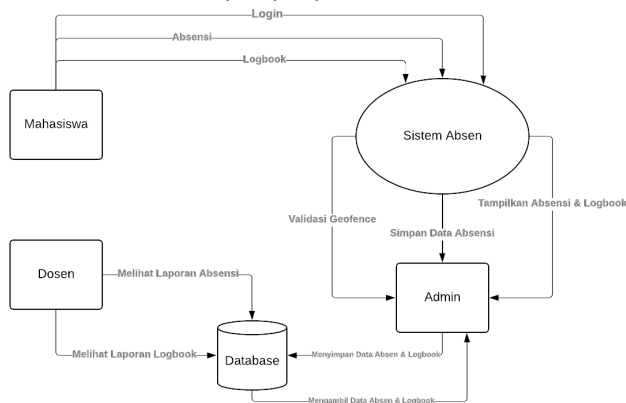 Login
Absensi
Logbook
Mahasiswa
Sistem Absen
Tampilkan Absensi & Logbook
Validasi Geofence
Simpan Data Absensi
Dosen
Melihat Laporan Absensi
Admin
Melihat Laporan Logbook
Database
Menyimpan Data Absen & Logbook
Mengambil Data Absen & Logbook